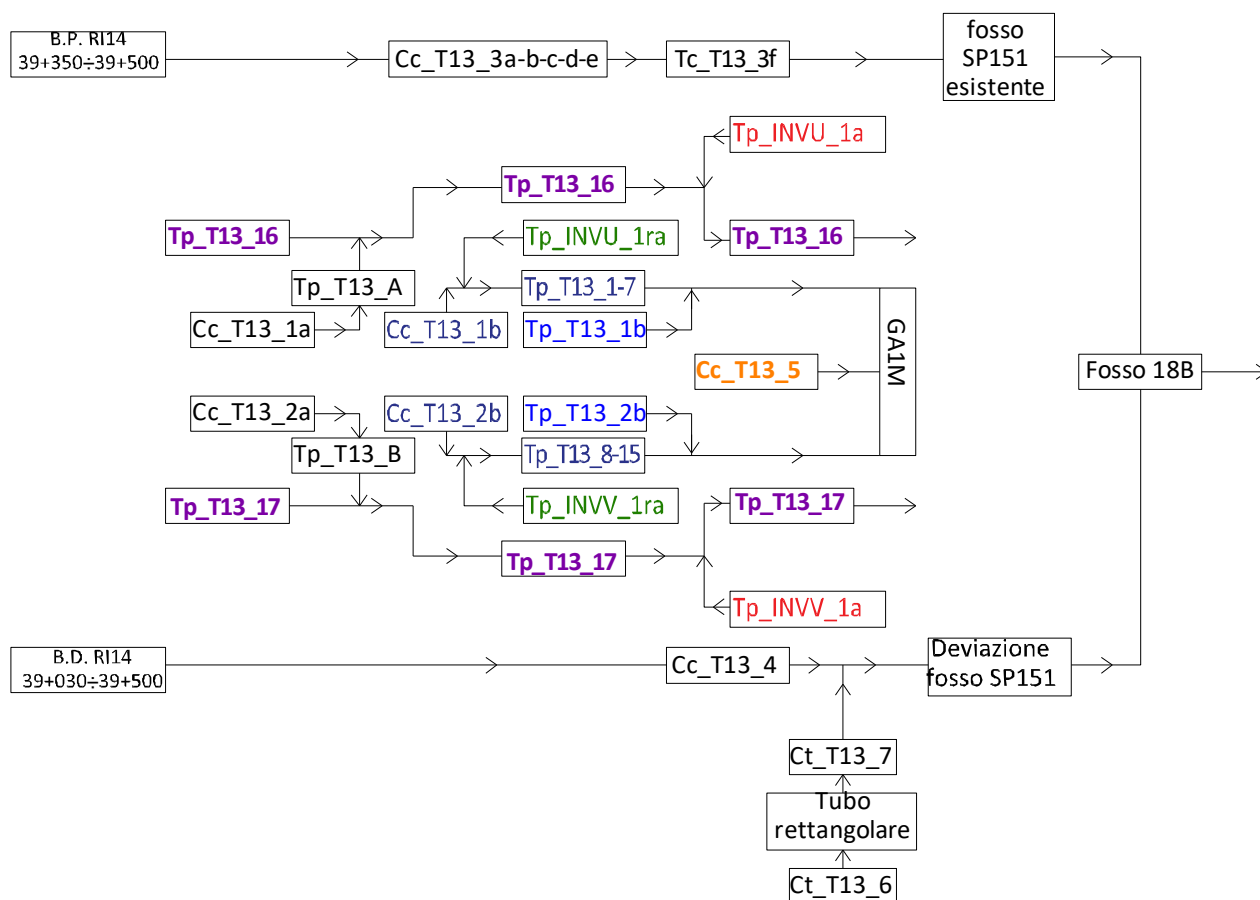 B.P. RI14
39+350÷39+500
Cc_T13_3a-b-c-d-e
Tc_T13_3f
fosso
SP151
esistente
Tp_INVU_1a
Tp_T13_16
Tp_T13_16
Tp_INVU_1ra
Tp_T13_16
Tp_T13_A
Tp_T13_1-7
Cc_T13_1a
Cc_T13_1b
Tp_T13_1b
GA1M
Cc_T13_5
Fosso 18B
Cc_T13_2a
Cc_T13_2b
Tp_T13_2b
Tp_T13_B
Tp_T13_8-15
Tp_T13_17
Tp_INVV_1ra
Tp_T13_17
Tp_T13_17
Tp_INVV_1a
B.D. RI14
39+030÷39+500
Cc_T13_4
Deviazione
fosso SP151
Ct_T13_7
Tubo
rettangolare
Ct_T13_6